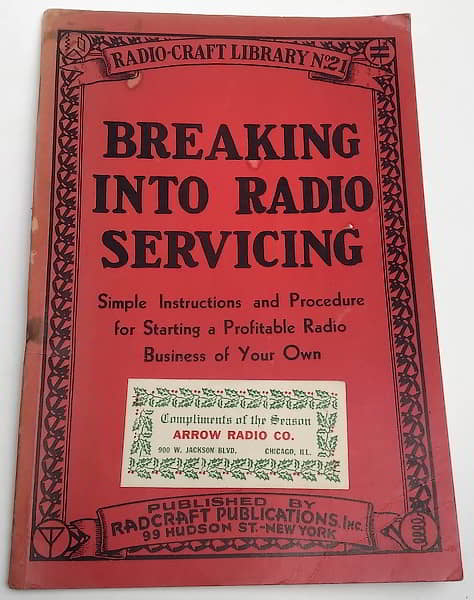 RADIO-CRAFT LIBRARY No. 21
BREAKING
INTO RADIO
SERVICING
Simple Instructions and Procedure
for Starting a Profitable Radio
Business of Your Own
Compliments of the Season
ARROW RADIO CO.
900 W. JACKSON BLVD. CHICAGO, ILL.
PUBLISHED BY
RADCRAFT PUBLICATIONS, Inc.
99 HUDSON ST.-NEW YORK